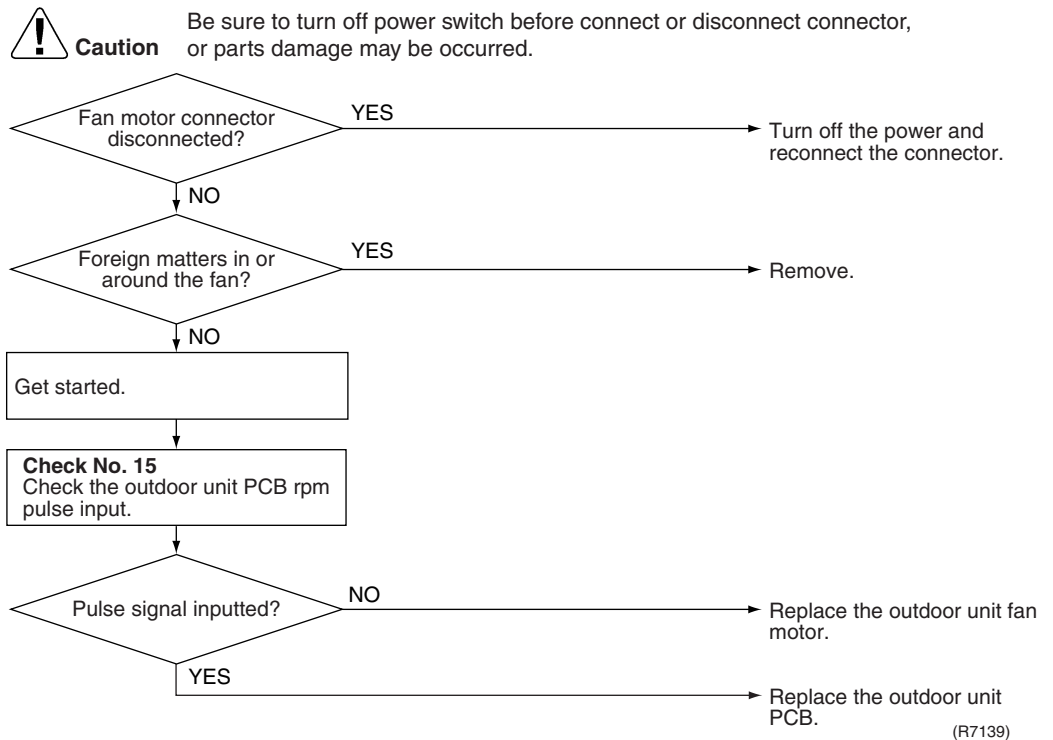 Be sure to turn off power switch before connect or disconnect connector,
Caution or parts damage may be occurred.
Fan motor connector
disconnected?
YES
Turn off the power and
reconnect the connector.
NO
Foreign matters in or
around the fan?
YES
Remove.
NO
Get started.
Check No. 15
Check the outdoor unit PCB rpm
pulse input.
Pulse signal inputted?
NO
Replace the outdoor unit fan
motor.
YES
Replace the outdoor unit
PCB.
(R7139)